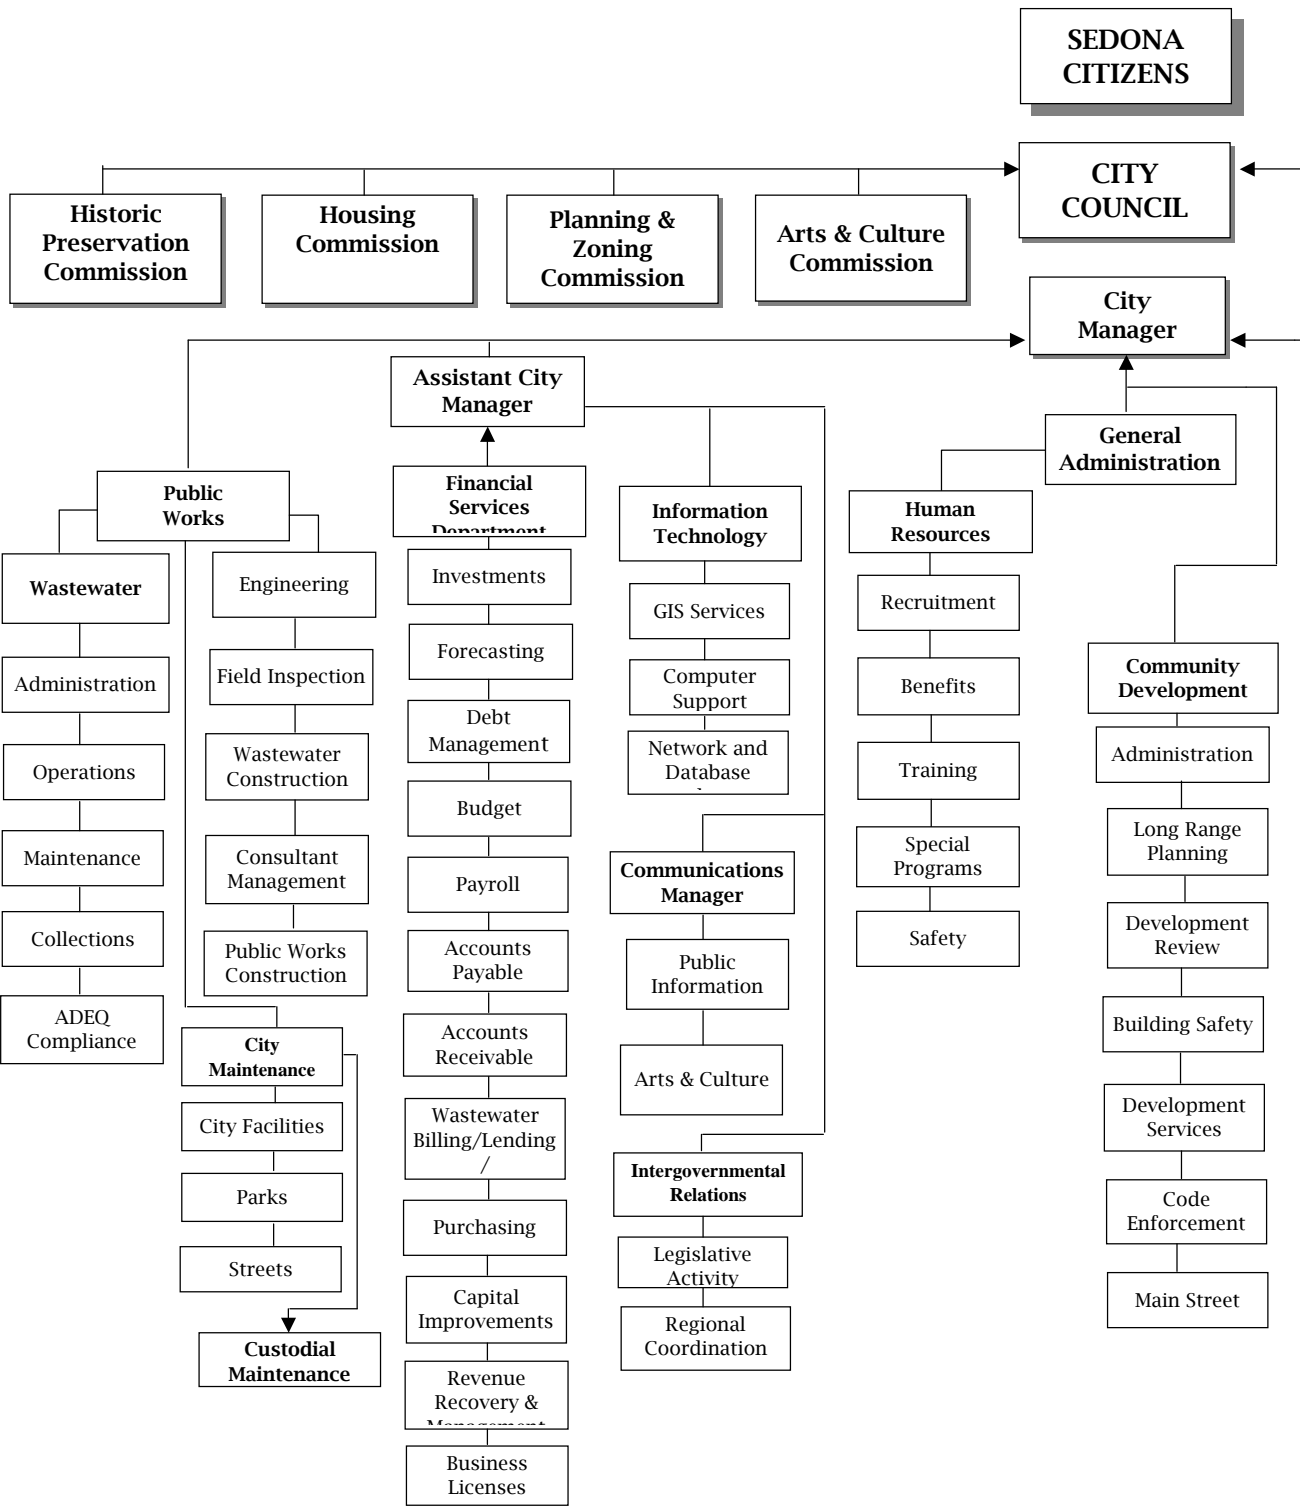 SEDONA
CITIZENS
CITY
COUNCIL
Historic
Preservation
Commission
Housing
Commission
Planning &
Zoning
Commission
Arts & Culture
Commission
City
Manager
Assistant City
Manager
General
Administration
Public
Works
Financial
Services
Department
Information
Technology
Human
Resources
Wastewater
Administration
Operations
Maintenance
Collections
ADEQ
Compliance
Engineering
Field Inspection
Wastewater
Construction
Consultant
Management
Public Works
Construction
City
Maintenance
City Facilities
Parks
Streets
Custodial
Maintenance
Investments
Forecasting
Debt
Management
Budget
Payroll
Accounts
Payable
Accounts
Receivable
Wastewater
Billing/Lending
/
Purchasing
Capital
Improvements
Revenue
Recovery &
Management
Business
Licenses
GIS Services
Computer
Support
Network and
Database
Communications
Manager
Public
Information
Arts & Culture
Intergovernmental
Relations
Legislative
Activity
Regional
Coordination
Recruitment
Benefits
Training
Special
Programs
Safety
Community
Development
Administration
Long Range
Planning
Development
Review
Building Safety
Development
Services
Code
Enforcement
Main Street